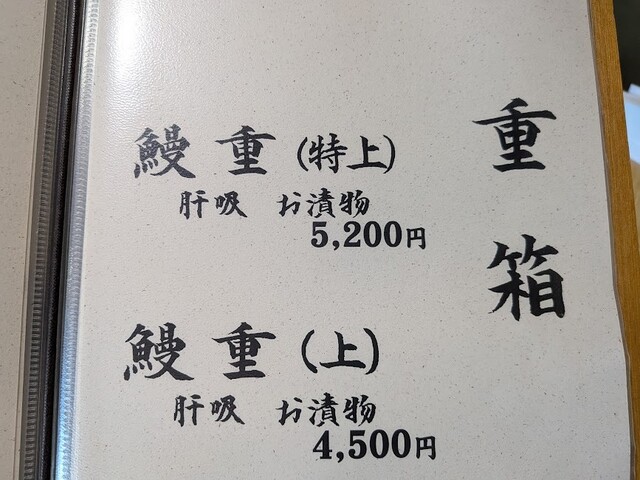 重箱
鰻重(特上)
肝吸 お漬物
5,200円
鰻重(上)
肝吸 お漬物
4,500円